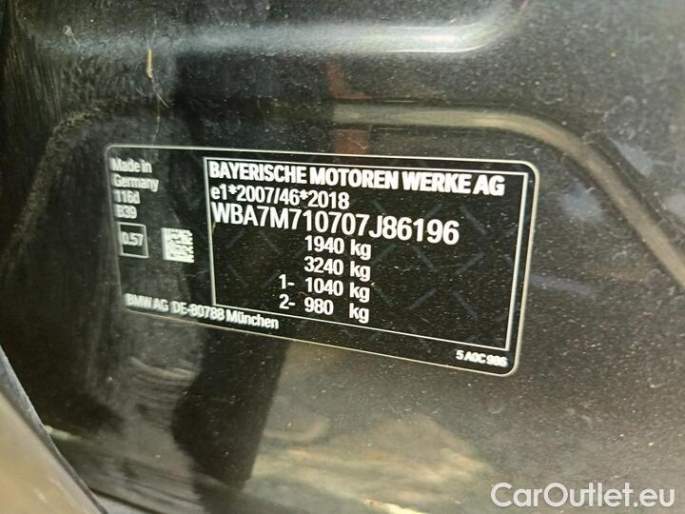 Made in
Germany
116d
B39
0.57
BAYERISCHE MOTOREN WERKE AG
e1*2007/46*2018
WBA7M710707J86196
1940 kg
3240 kg
1- 1040 kg
2- 980 kg
BMW AG DE-80788 München
5 A0C 986
CarOutlet.eu